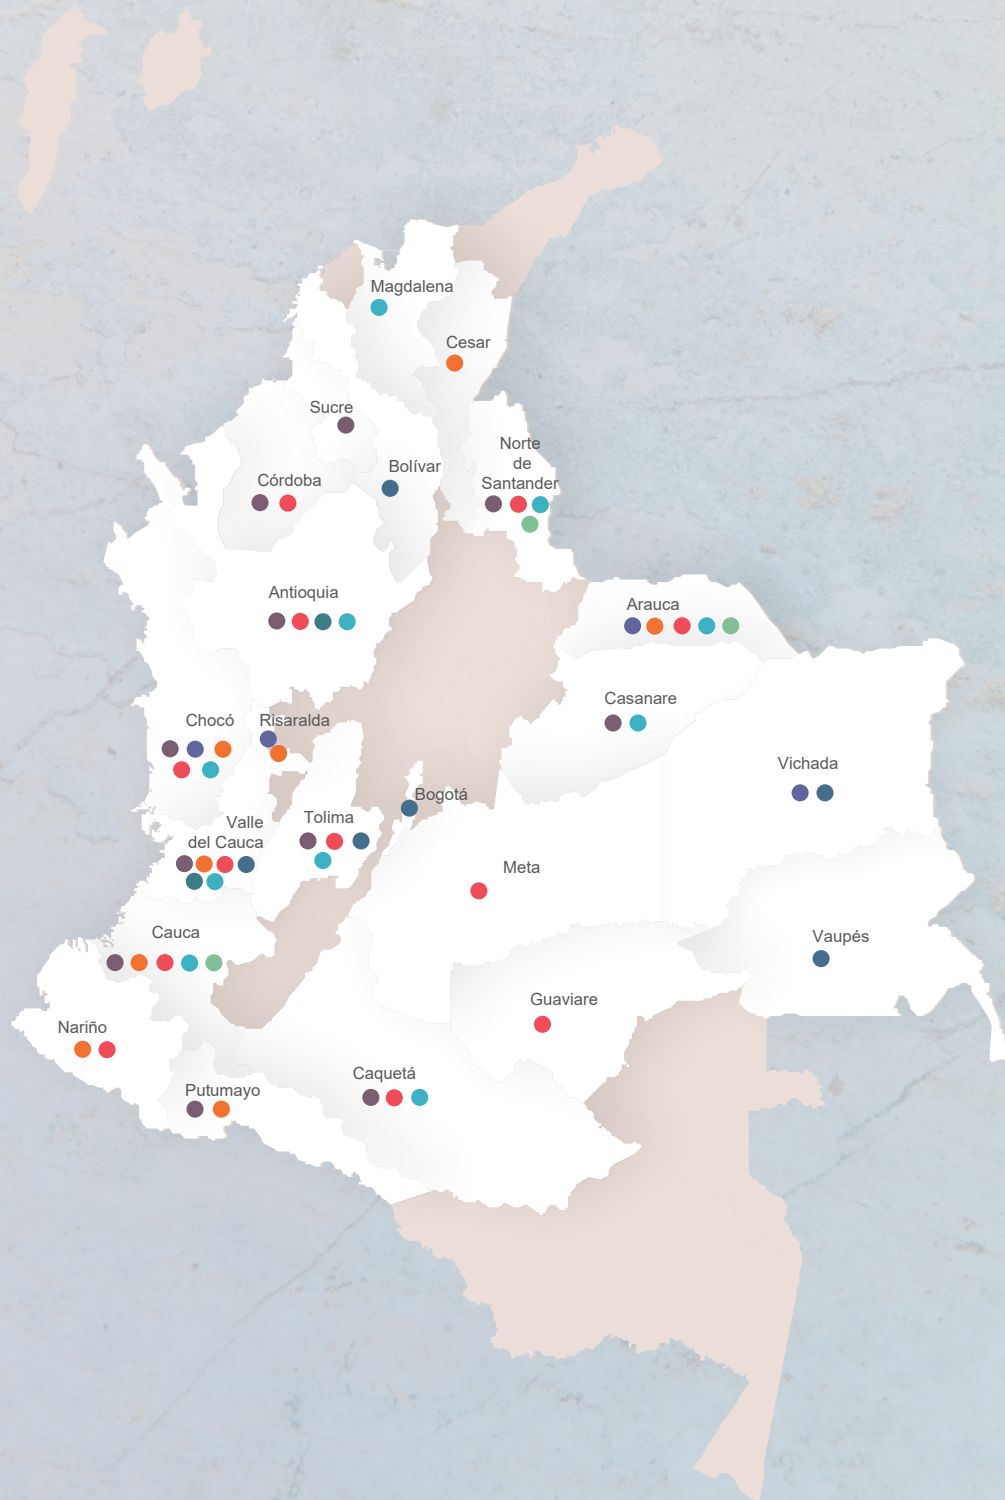 Magdalena
Cesar
Sucre
Norte
de
Santander
Bolívar
Córdoba
Antioquia
Arauca
Casanare
Chocó
Risaralda
Vichada
Bogotá
Tolima
Valle
del Cauca
Meta
Cauca
Vaupés
Guaviare
Nariño
Caquetá
Putumayo